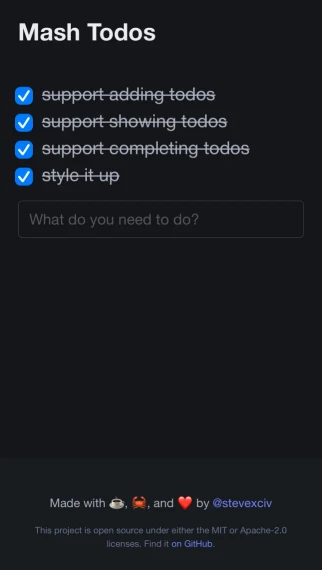 Mash Todos
support adding todos
support showing todos
support completing todos
style it up
What do you need to do?
Made with ☕, 🦀, and ❤️ by @stevexciv
This project is open source under either the MIT or Apache-2.0
licenses. Find it on GitHub.